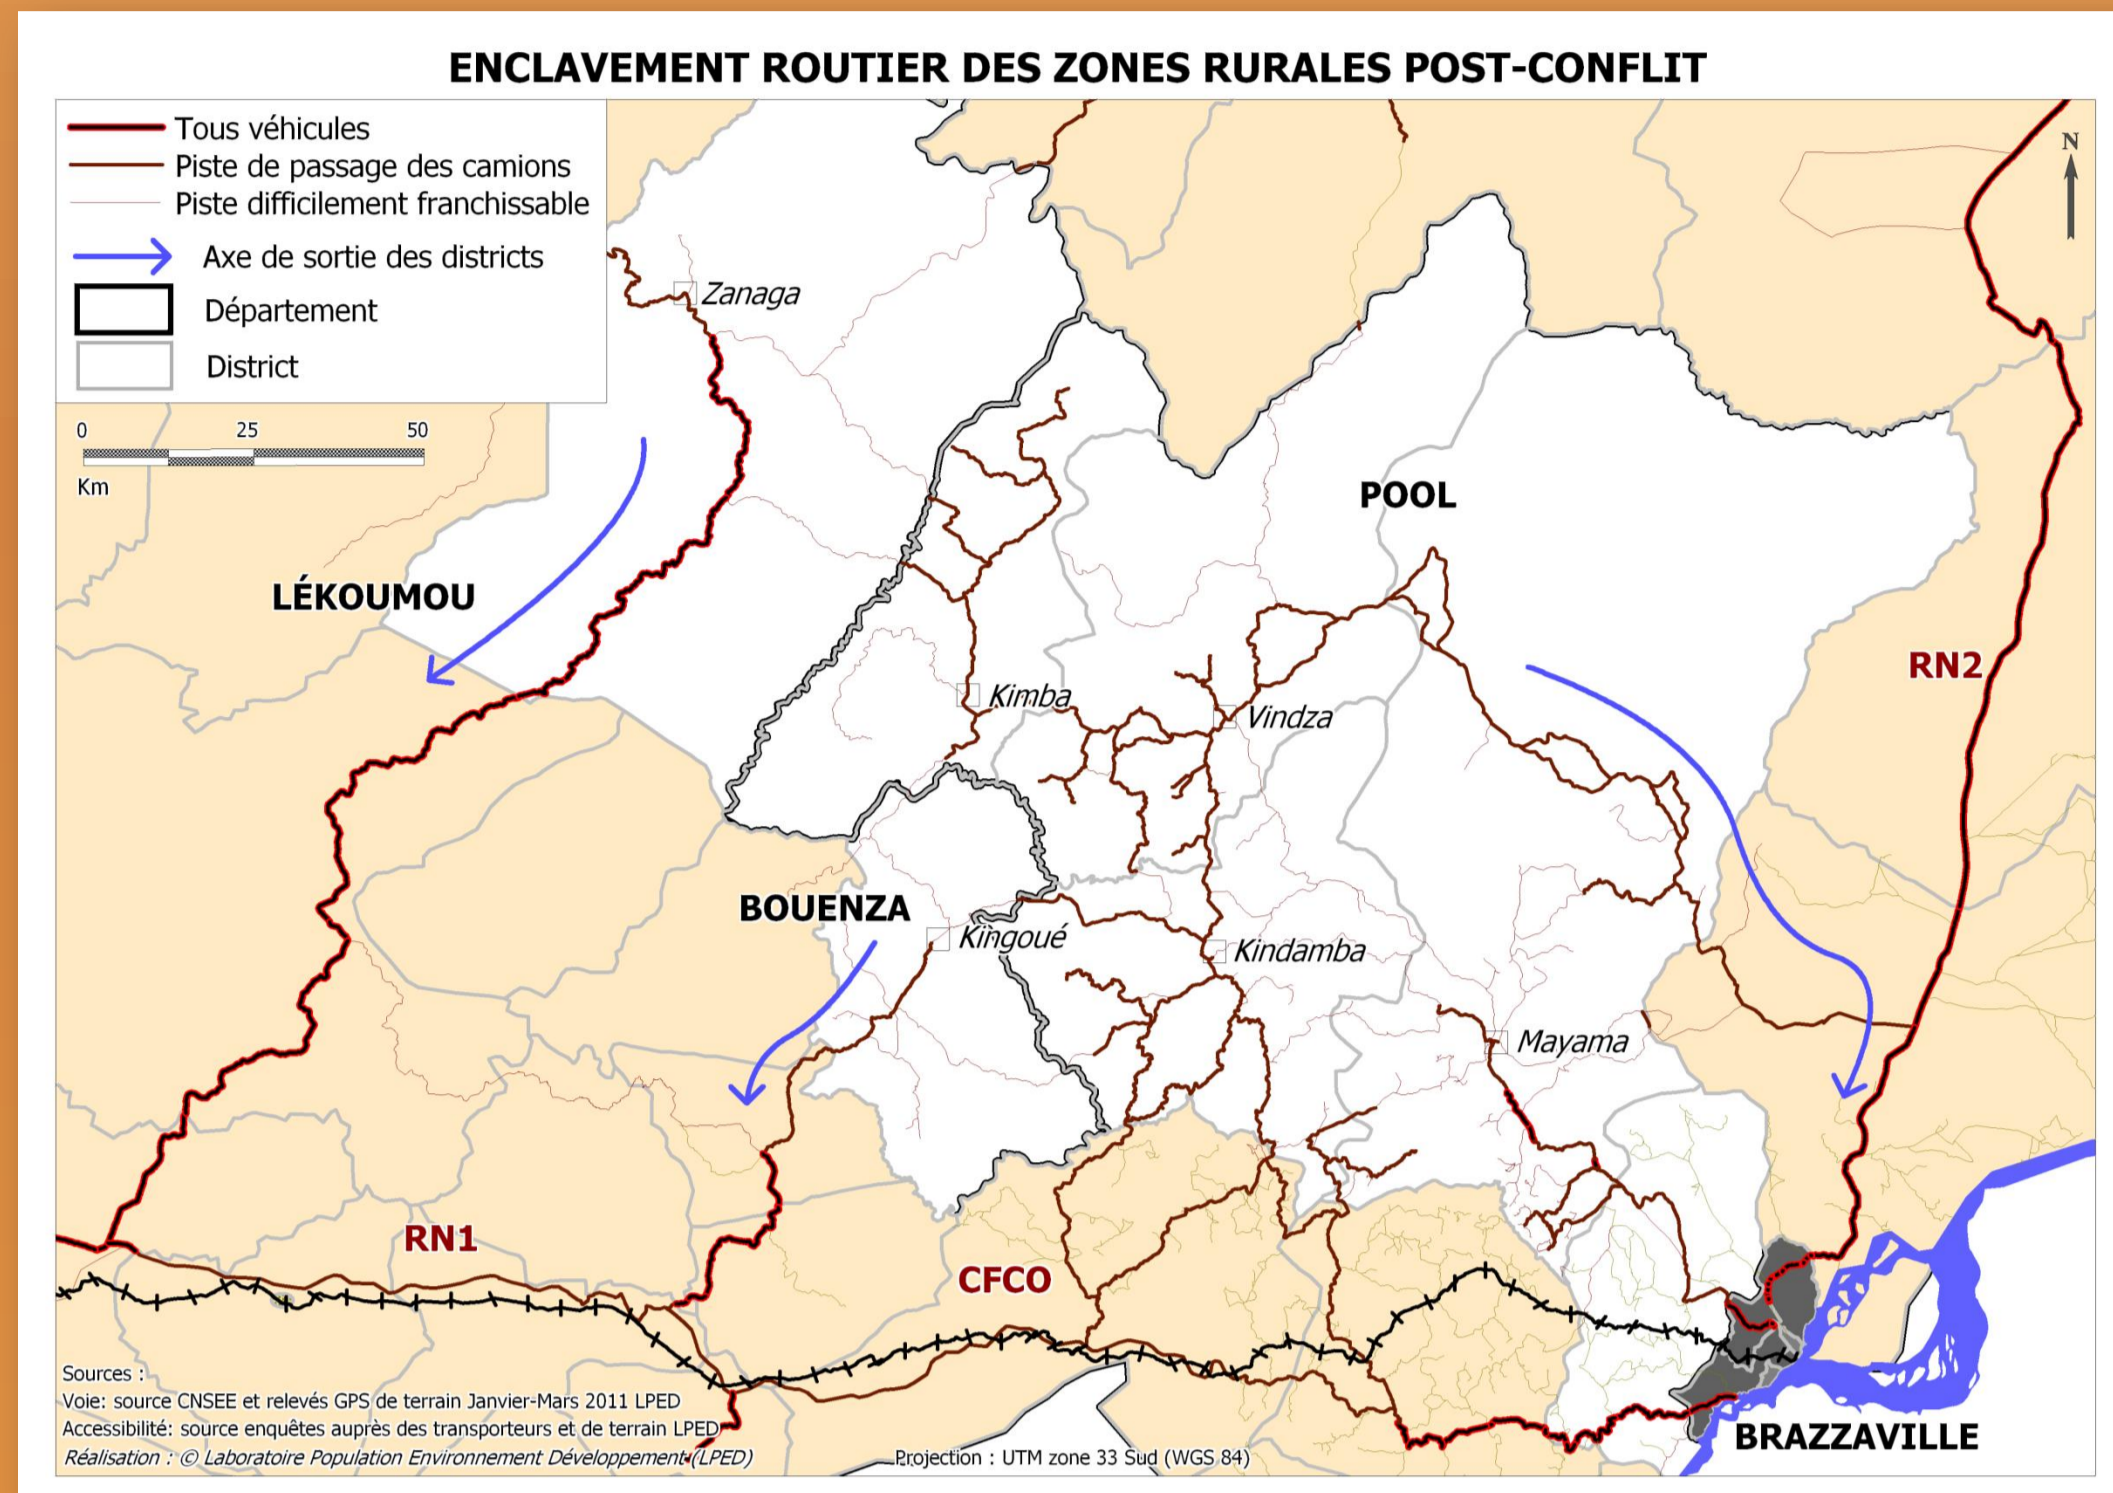 ENCLAVEMENT ROUTIER DES ZONES RURALES POST-CONFLIT
Tous véhicules
Piste de passage des camions
Piste difficilement franchissable
Axe de sortie des districts
Département
District
0 25 50
Km
N
Zanaga
POOL
LÉKOUMOU
RN2
Kimba
Vindza
BOUENZA
Kingoué
Kindamba
Mayama
RN1
CFCO
BRAZZAVILLE
Sources :
Voie: source CNSEE et relevés GPS de terrain Janvier-Mars 2011 LPED
Accessibilité: source enquêtes auprès des transporteurs et de terrain LPED
Réalisation : © Laboratoire Population Environnement Développement (LPED)
Projection : UTM zone 33 Sud (WGS 84)